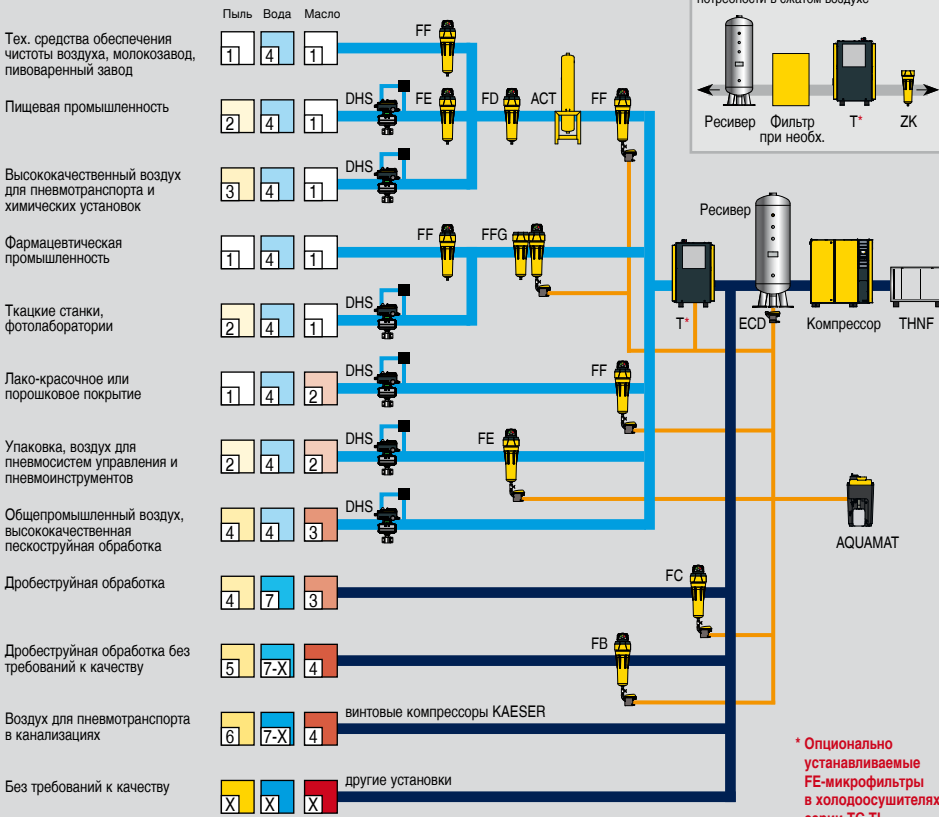 потребности в сжатом воздухе
Ресивер
Фильтр
при необх.
T*
ZK
Пыль Вода Масло
Тех. средства обеспечения
чистоты воздуха, молокозавод,
пивоваренный завод
1 4 1
FF
Пищевая промышленность
2 4 1
DHS FE FD ACT FF
Высококачественный воздух
для пневмотранспорта и
химических установок
3 4 1
DHS
Фармацевтическая
промышленность
1 4 1
FF FFG
Ткацкие станки,
фотолаборатории
2 4 1
DHS
Ресивер
T*
ECD
Компрессор
THNF
Лако-красочное или
порошковое покрытие
1 4 2
DHS FF
Упаковка, воздух для
пневмосистем управления и
пневмоинструментов
2 4 2
DHS FE
Общепромышленный воздух,
высококачественная
пескоструйная обработка
4 4 3
DHS
AQUAMAT
Дробеструйная обработка
4 7 3
FC
Дробеструйная обработка без
требований к качеству
5 7-X 4
FB
Воздух для пневмотранспорта
в канализациях
6 7-X 4
винтовые компрессоры KAESER
Без требований к качеству
X X X
другие установки
* Опционально
устанавливаемые
FE-микрофильтры
в холодоосушителях